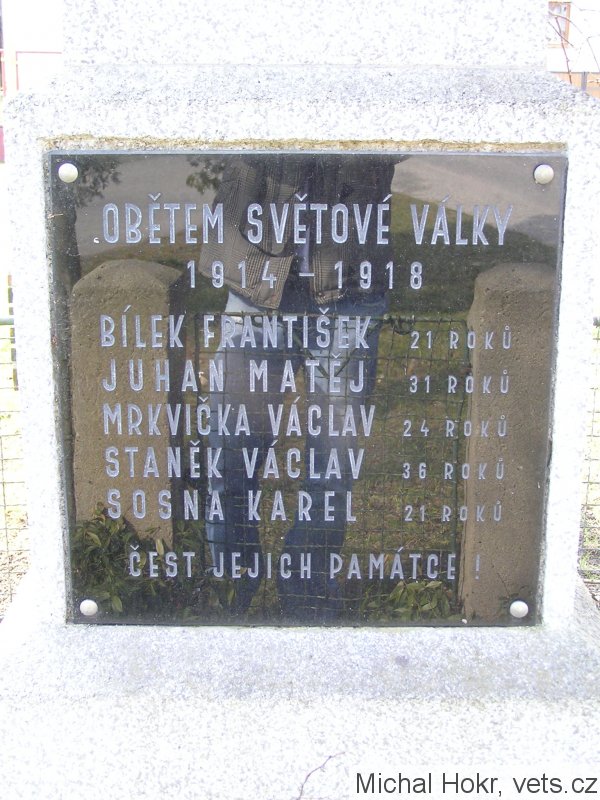 OBĚTEM SVĚTOVÉ VÁLKY
1914 - 1918
BÍLEK FRANTIŠEK 21 ROKŮ
JUHAN MATEJ 31 ROKŮ
MRKVIČKA VÁCLAV 24 ROKŮ
STANĚK VÁCLAV 36 ROKŮ
SOSNA KAREL 21 ROKŮ
ČEST JEJICH PAMÁTCE !
Michal Hokr, vets.cz